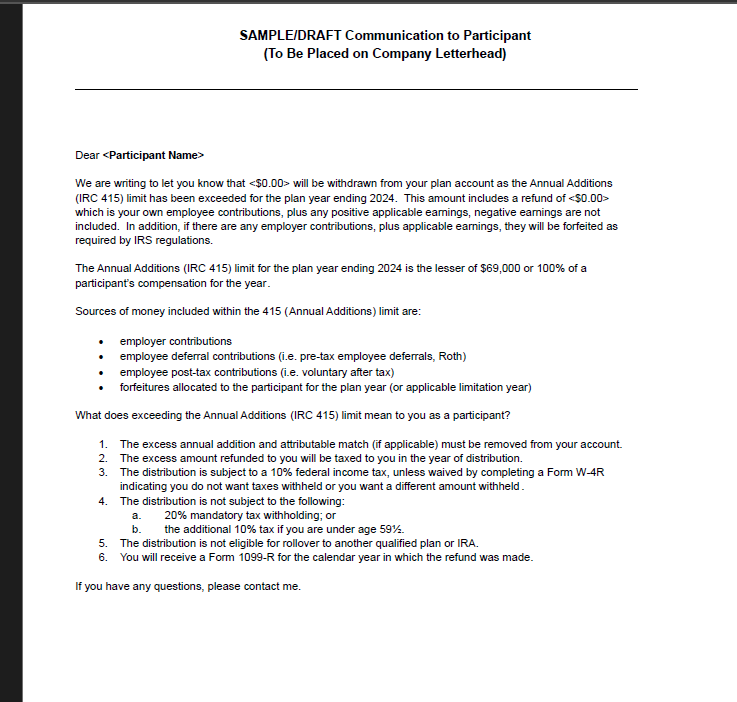 SAMPLE/DRAFT Communication to Participant
(To Be Placed on Company Letterhead)
Dear <Participant Name>
We are writing to let you know that <$0.00> will be withdrawn from your plan account as the Annual Additions
(IRC 415) limit has been exceeded for the plan year ending 2024.  This amount includes a refund of <$0.00>
which is your own employee contributions, plus any positive applicable earnings, negative earnings are not
included.  In addition, if there are any employer contributions, plus applicable earnings, they will be forfeited as
required by IRS regulations.
The Annual Additions (IRC 415) limit for the plan year ending 2024 is the lesser of $69,000 or 100% of a
participant's compensation for the year.
Sources of money included within the 415 (Annual Additions) limit are:
• employer contributions
• employee deferral contributions (i.e. pre-tax employee deferrals, Roth)
• employee post-tax contributions (i.e. voluntary after tax)
• forfeitures allocated to the participant for the plan year (or applicable limitation year)
What does exceeding the Annual Additions (IRC 415) limit mean to you as a participant?
1. The excess annual addition and attributable match (if applicable) must be removed from your account.
2. The excess amount refunded to you will be taxed to you in the year of distribution.
3. The distribution is subject to a 10% federal income tax, unless waived by completing a Form W-4R
indicating you do not want taxes withheld or you want a different amount withheld.
4. The distribution is not subject to the following:
a. 20% mandatory tax withholding; or
b. the additional 10% tax if you are under age 59½.
5. The distribution is not eligible for rollover to another qualified plan or IRA.
6. You will receive a Form 1099-R for the calendar year in which the refund was made.
If you have any questions, please contact me.